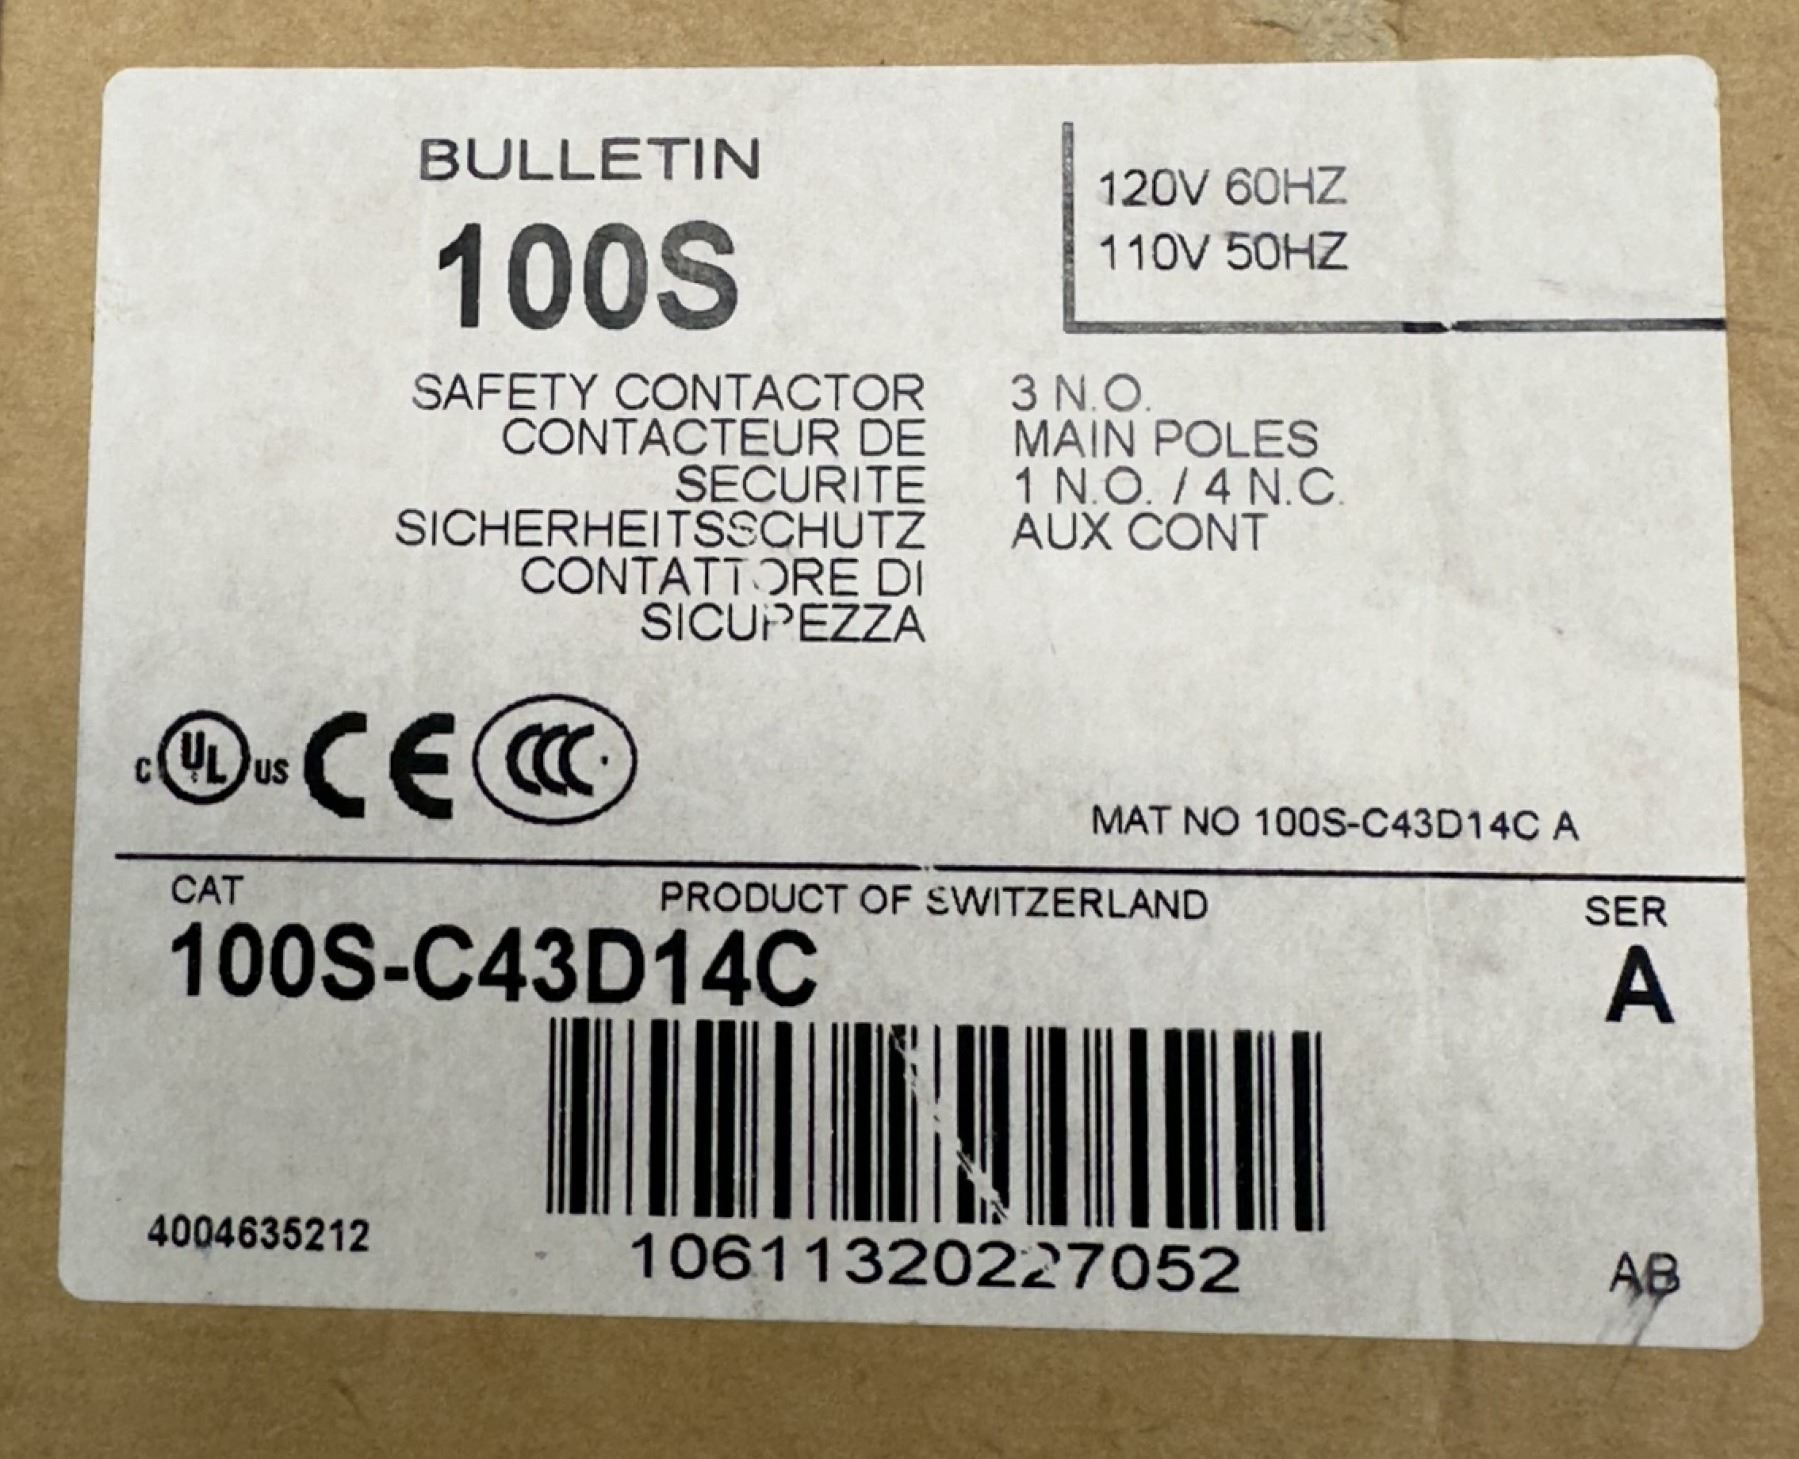 BULLETIN
100S
120V 60HZ
110V 50HZ
SAFETY CONTACTOR
CONTACTEUR DE
SECURITE
SICHERHEITSSCHUTZ
CONTATTORE DI
SICUREZZA
3 N.O.
MAIN POLES
1 N.O. / 4 N.C.
AUX CONT
C UL US CE CCC
MAT NO 100S-C43D14C A
CAT
PRODUCT OF SWITZERLAND
SER
100S-C43D14C
A
4004635212
10611320227052
AB